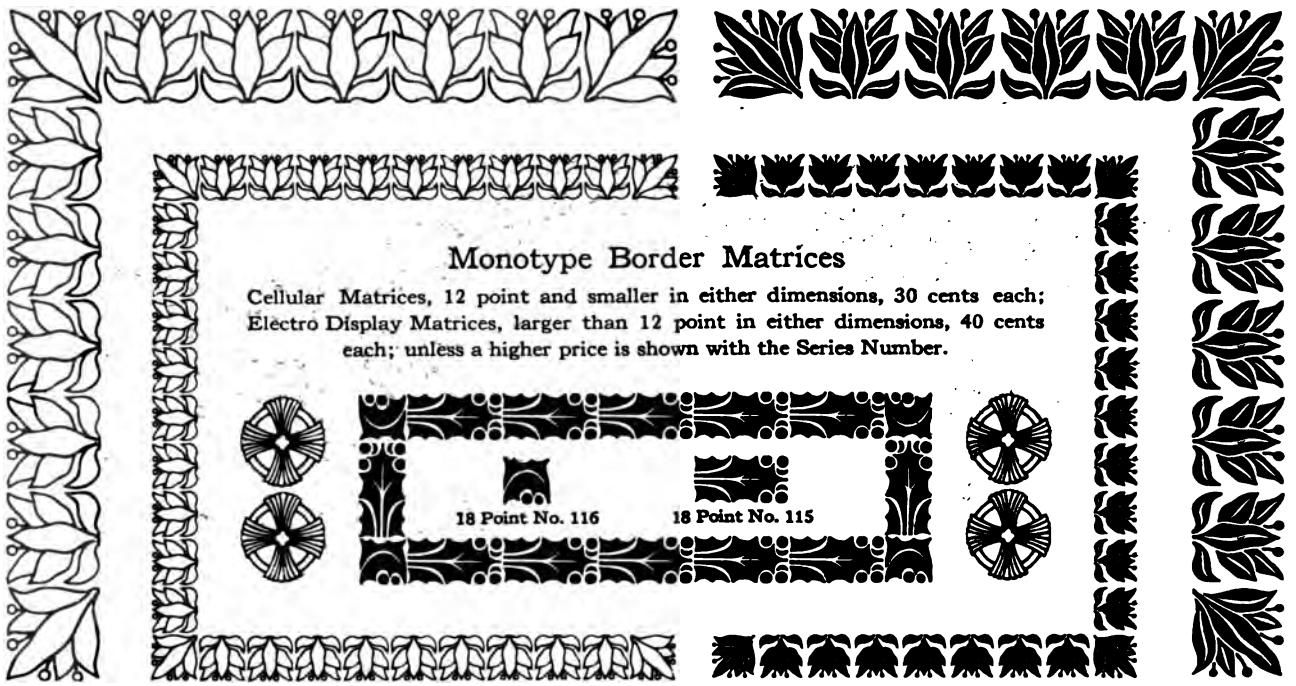 Monotype Border Matrices
Cellular Matrices, 12 point and smaller in either dimensions, 30 cents each;
Electro Display Matrices, larger than 12 point in either dimensions, 40 cents
each; unless a higher price is shown with the Series Number.
18 Point No. 116 18 Point No. 115